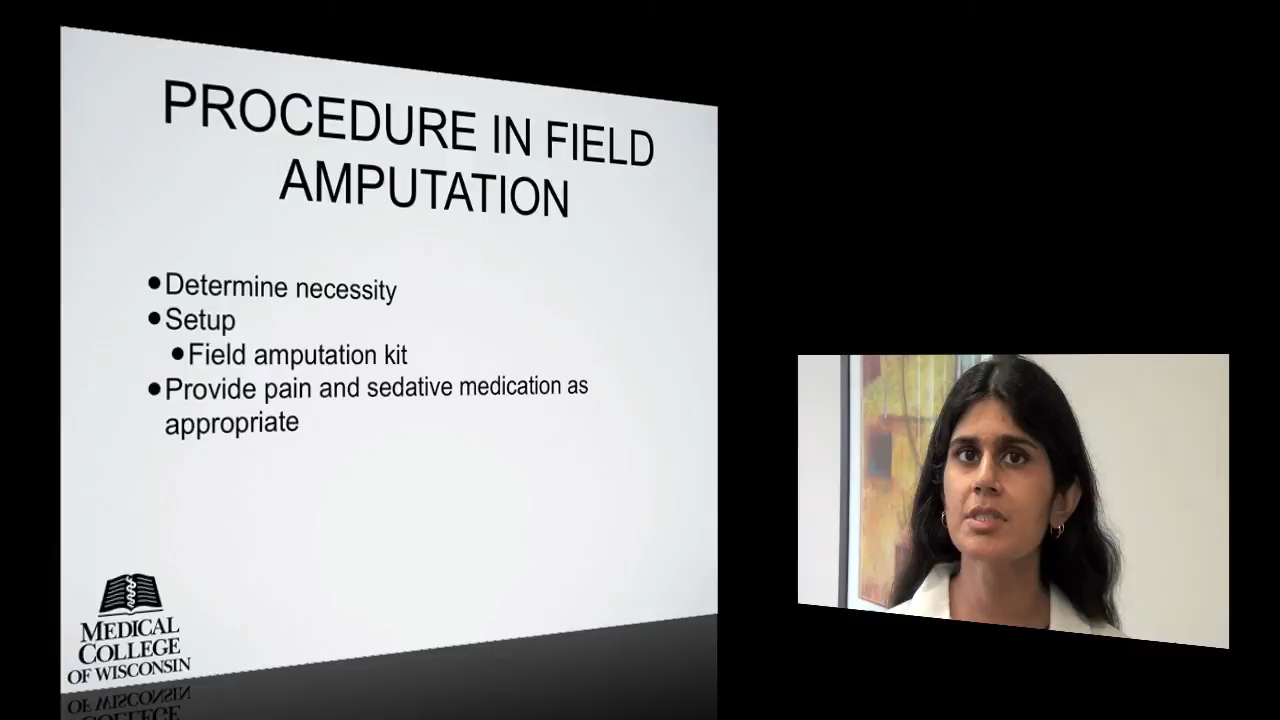 PROCEDURE IN FIELD
AMPUTATION
•Determine necessity
•Setup
•Field amputation kit
•Provide pain and sedative medication as
appropriate
MEDICAL
COLLEGE
OF WISCONSIN